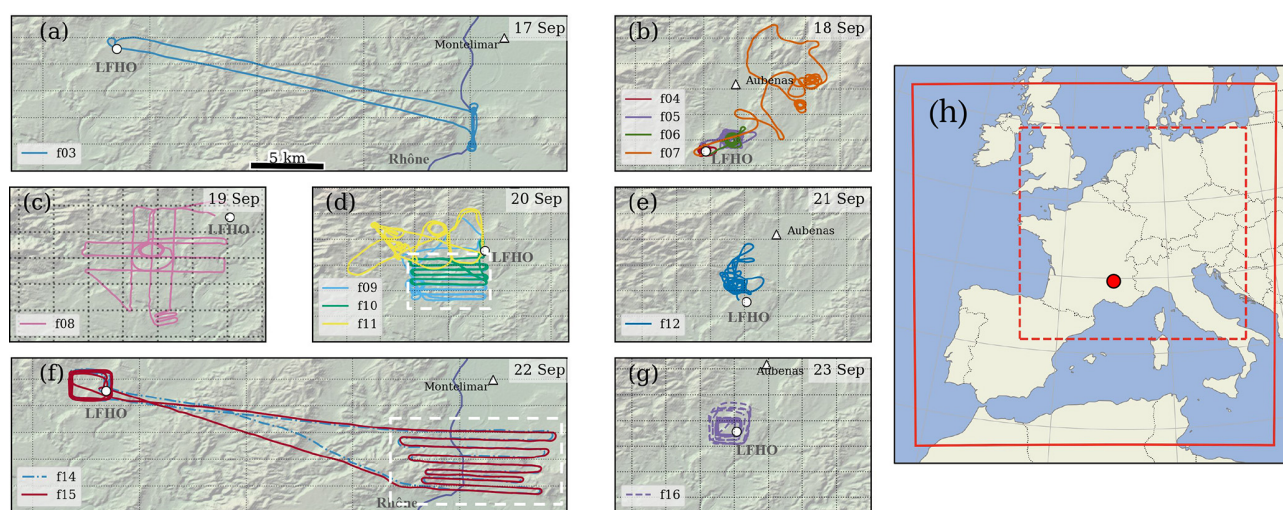 (a)
17 Sep
Montelimar
LFHO
f03
5 km
Rhône
(b)
18 Sep
Aubenas
f04
f05
f06
f07
LFHO
(c)
19 Sep
LFHO
f08
(d)
20 Sep
LFHO
f09
f10
f11
(e)
21 Sep
Aubenas
LFHO
f12
(f)
22 Sep
Montelimar
LFHO
f14
f15
Rhône
(g)
23 Sep
Aubenas
LFHO
f16
(h)